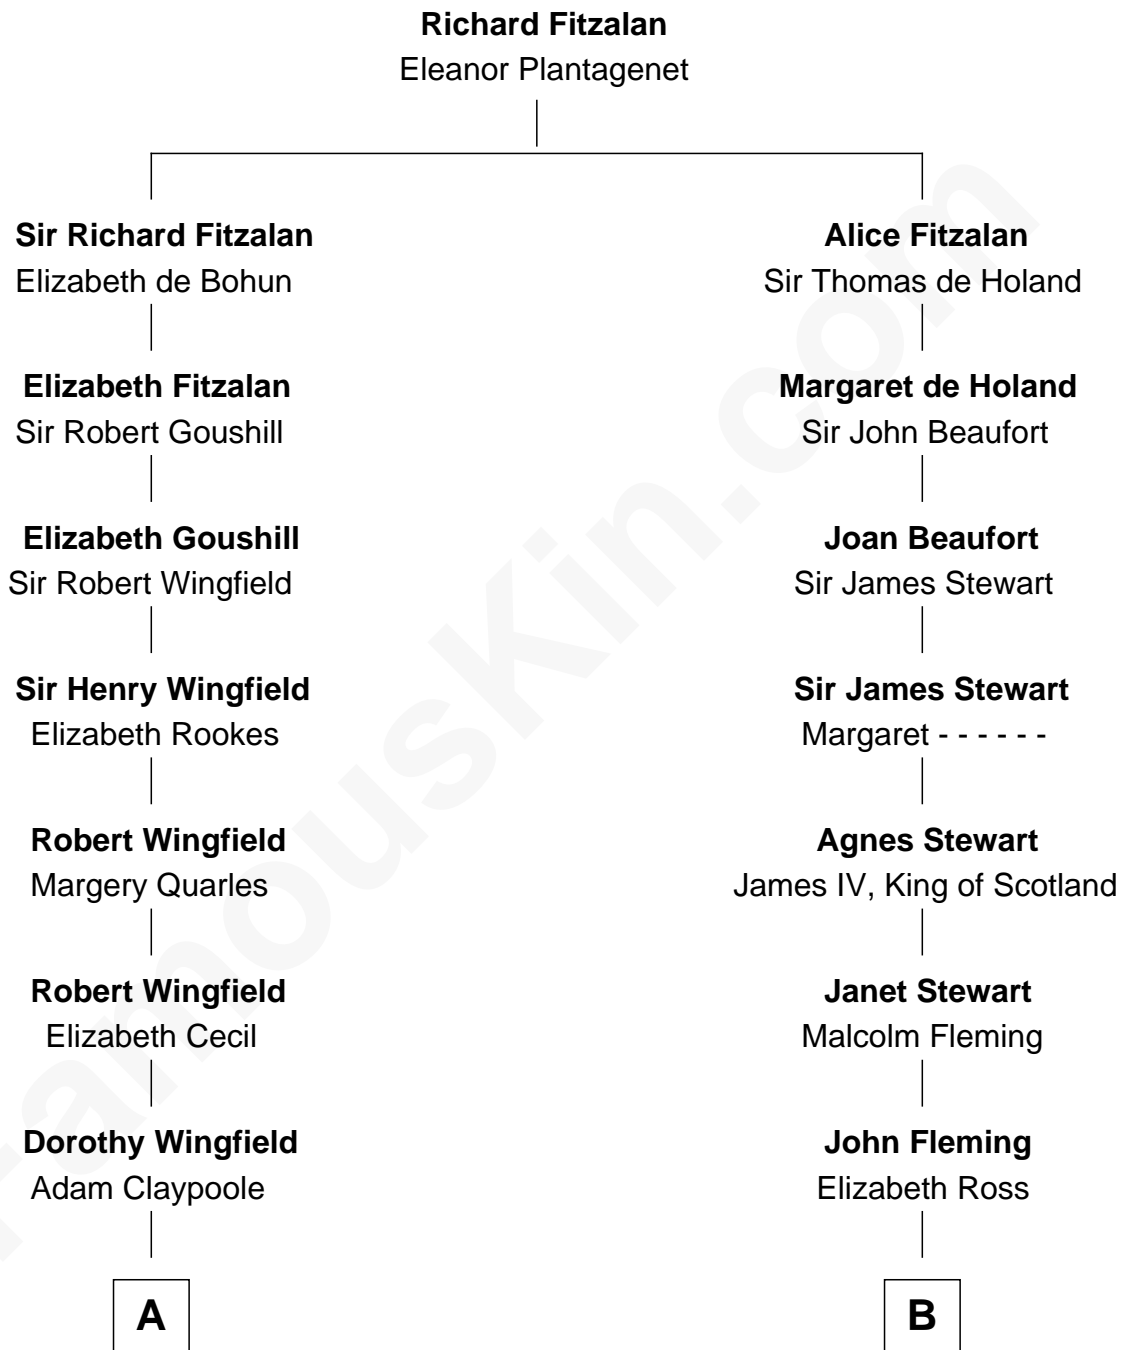 Richard Fitzalan
Eleanor Plantagenet
Sir Richard Fitzalan
Elizabeth de Bohun
Elizabeth Fitzalan
Sir Robert Goushill
Elizabeth Goushill
Sir Robert Wingfield
Sir Henry Wingfield
Elizabeth Rookes
Robert Wingfield
Margery Quarles
Robert Wingfield
Elizabeth Cecil
Dorothy Wingfield
Adam Claypoole
A
Alice Fitzalan
Sir Thomas de Holand
Margaret de Holand
Sir John Beaufort
Joan Beaufort
Sir James Stewart
Sir James Stewart
Margaret - - - - - -
Agnes Stewart
James IV, King of Scotland
Janet Stewart
Malcolm Fleming
John Fleming
Elizabeth Ross
B
FamousKin.com